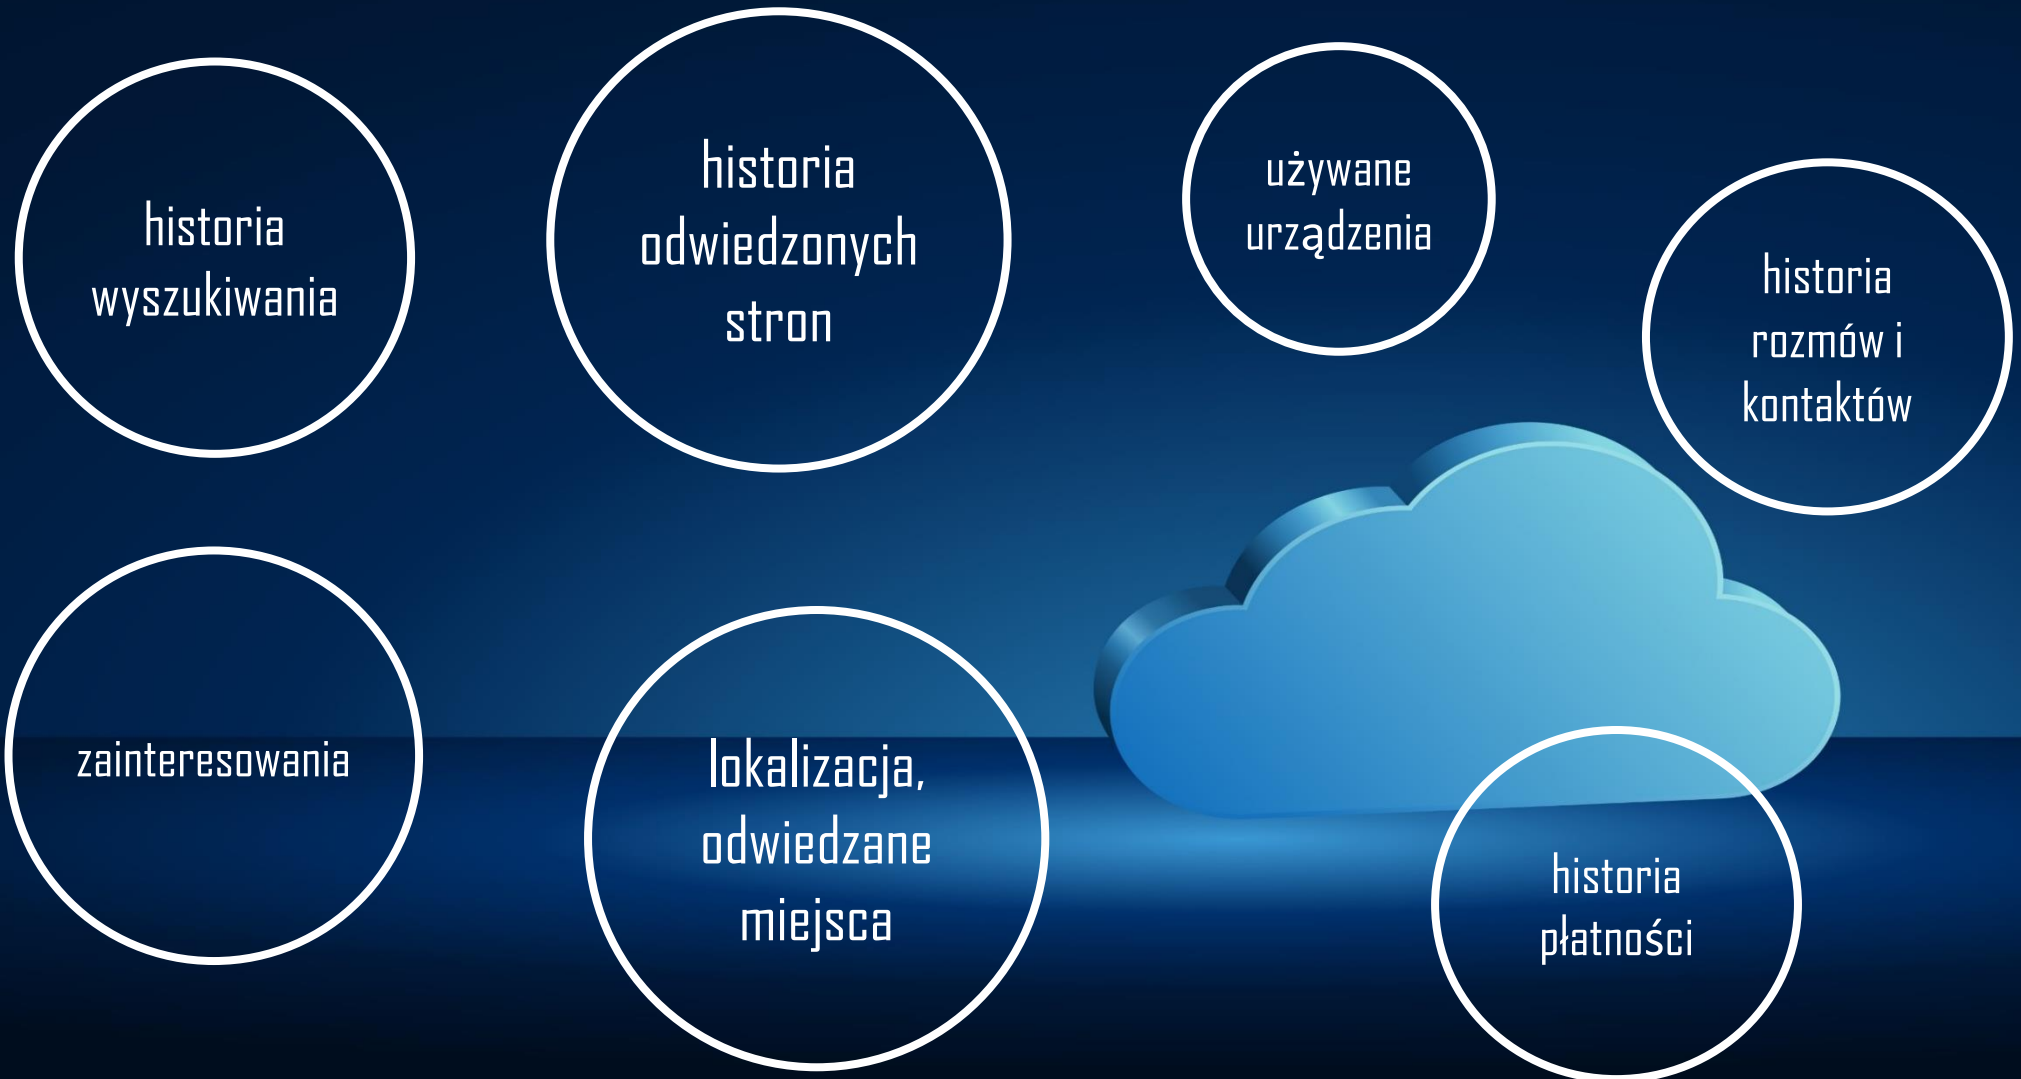 historia
wyszukiwania
historia
odwiedzonych
stron
używane
urządzenia
historia
rozmów i
kontaktów
zainteresowania
lokalizacja,
odwiedzane
miejsca
historia
płatności